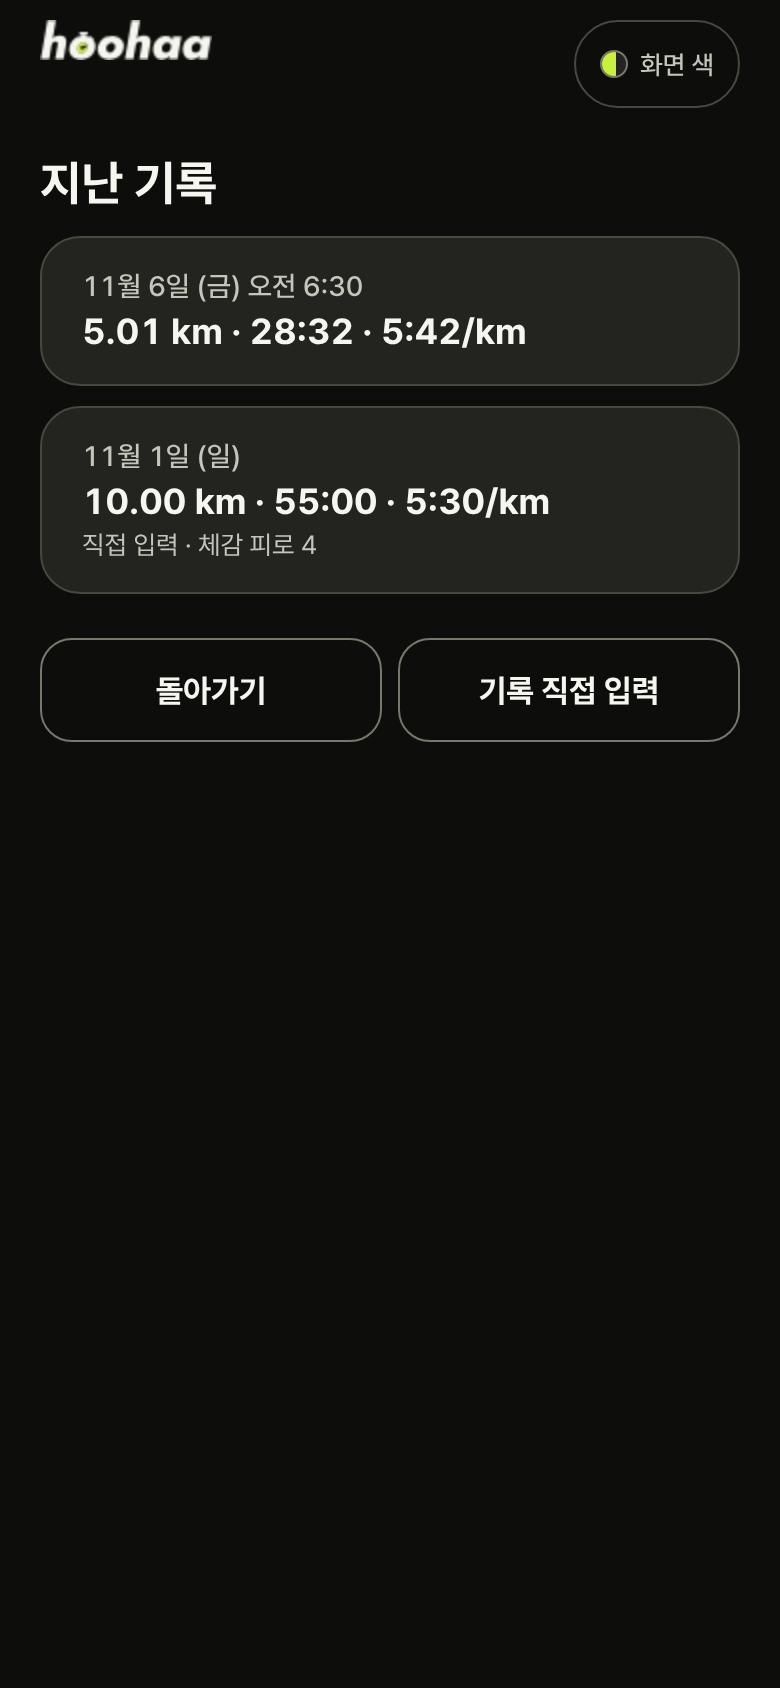 hoohaa
화면 색
지난 기록
11월 6일 (금) 오전 6:30
5.01 km · 28:32 · 5:42/km
11월 1일 (일)
10.00 km · 55:00 · 5:30/km
직접 입력 · 체감 피로 4
돌아가기
기록 직접 입력